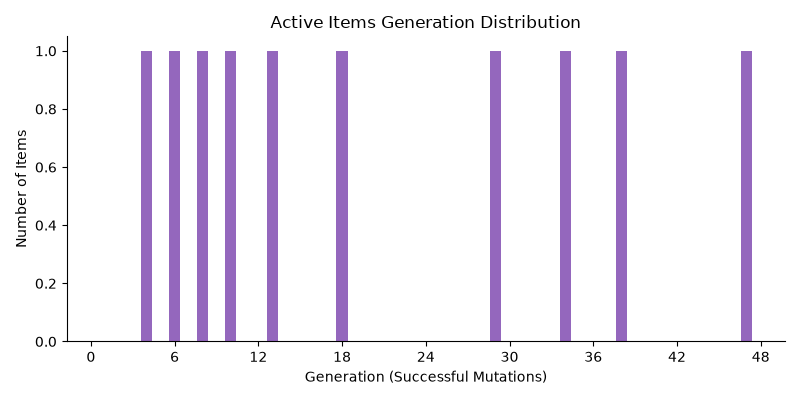 Active Items Generation Distribution
1.0
0.8
0.6
0.4
0.2
0.0
Number of Items
0 6 12 18 24 30 36 42 48
Generation (Successful Mutations)